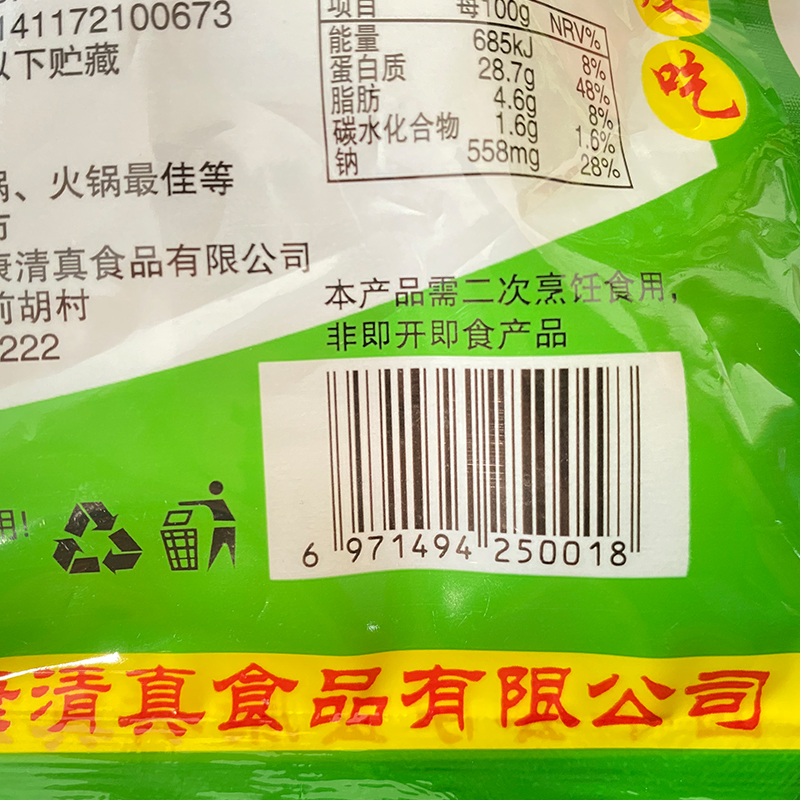 141172100673
以下贮藏
项目 每100g NRV%
能量 685kJ 8%
蛋白质 28.7g 48%
脂肪 4.6g 8%
碳水化合物 1.6g 1.6%
钠 558mg 28%
吃
、火锅最佳等
康清真食品有限公司
前胡村
222
本产品需二次烹饪食用,
非即开即食产品
用!
6 971494 250018
清真食品有限公司